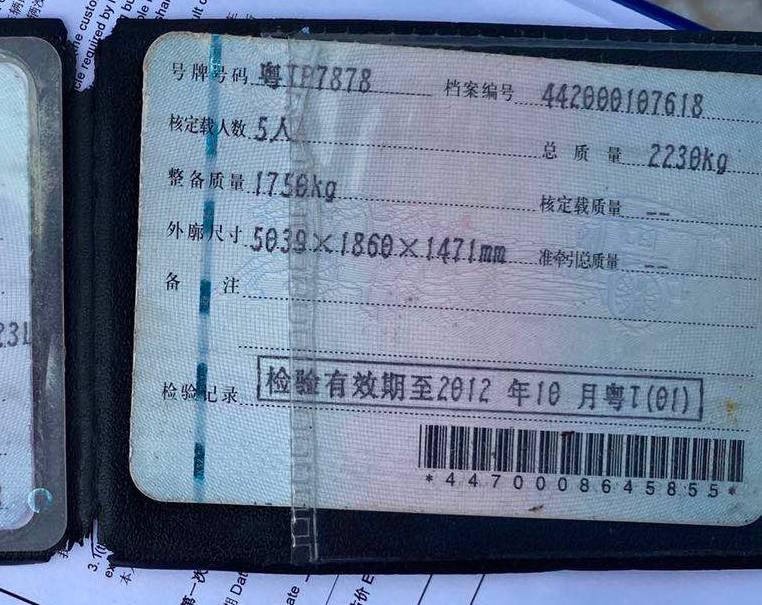 号牌号码 粤TP7878 档案编号 442000107618
核定载人数 5人 总质量 2230kg
整备质量 1750kg 核定载质量 --
外廓尺寸 5039×1860×1471mm 准牵引总质量 --
备注
检验记录 检验有效期至2012年10月粤T(01)
*4470008645855*